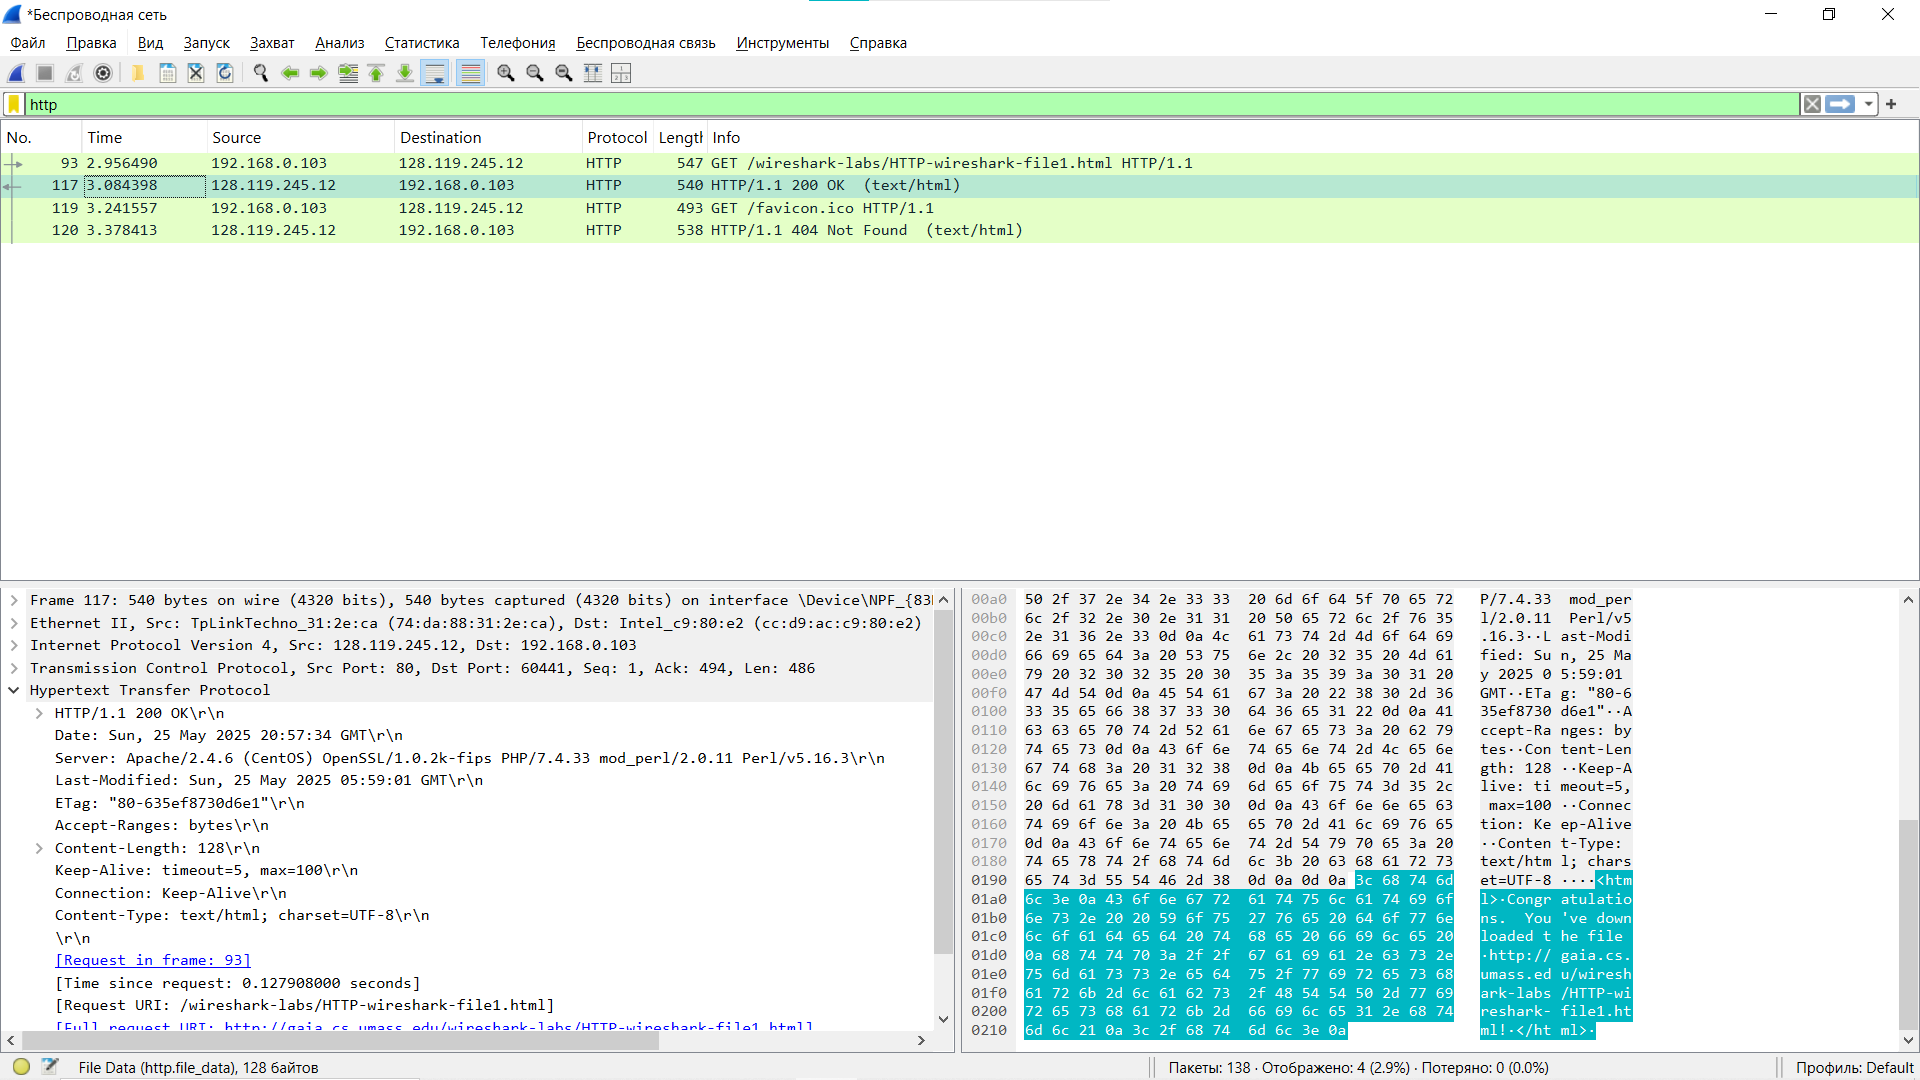 *Беспроводная сеть
Файл Правка Вид Запуск Захват Анализ Статистика Телефония Беспроводная связь Инструменты Справка
http
No. Time Source Destination Protocol Length Info
93 2.956490 192.168.0.103 128.119.245.12 HTTP 547 GET /wireshark-labs/HTTP-wireshark-file1.html HTTP/1.1
117 3.084398 128.119.245.12 192.168.0.103 HTTP 540 HTTP/1.1 200 OK  (text/html)
119 3.241557 192.168.0.103 128.119.245.12 HTTP 493 GET /favicon.ico HTTP/1.1
120 3.378413 128.119.245.12 192.168.0.103 HTTP 538 HTTP/1.1 404 Not Found  (text/html)
Frame 117: 540 bytes on wire (4320 bits), 540 bytes captured (4320 bits) on interface \Device\NPF_{83
Ethernet II, Src: TpLinkTechno_31:2e:ca (74:da:88:31:2e:ca), Dst: Intel_c9:80:e2 (cc:d9:ac:c9:80:e2)
Internet Protocol Version 4, Src: 128.119.245.12, Dst: 192.168.0.103
Transmission Control Protocol, Src Port: 80, Dst Port: 60441, Seq: 1, Ack: 494, Len: 486
Hypertext Transfer Protocol
HTTP/1.1 200 OK\r\n
Date: Sun, 25 May 2025 20:57:34 GMT\r\n
Server: Apache/2.4.6 (CentOS) OpenSSL/1.0.2k-fips PHP/7.4.33 mod_perl/2.0.11 Perl/v5.16.3\r\n
Last-Modified: Sun, 25 May 2025 05:59:01 GMT\r\n
ETag: "80-635ef8730d6e1"\r\n
Accept-Ranges: bytes\r\n
Content-Length: 128\r\n
Keep-Alive: timeout=5, max=100\r\n
Connection: Keep-Alive\r\n
Content-Type: text/html; charset=UTF-8\r\n
\r\n
[Request in frame: 93]
[Time since request: 0.127908000 seconds]
[Request URI: /wireshark-labs/HTTP-wireshark-file1.html]
[Full request URI: http://gaia.cs.umass.edu/wireshark-labs/HTTP-wireshark-file1.html]
00a0 50 2f 37 2e 34 2e 33 33 20 6d 6f 64 5f 70 65 72 P/7.4.33 mod_per
00b0 6c 2f 32 2e 30 2e 31 31 20 50 65 72 6c 2f 76 35 l/2.0.11 Perl/v5
00c0 2e 31 36 2e 33 0d 0a 4c 61 73 74 2d 4d 6f 64 69 .16.3··L ast-Modi
00d0 66 69 65 64 3a 20 53 75 6e 2c 20 32 35 20 4d 61 fied: Su n, 25 Ma
00e0 79 20 32 30 32 35 20 30 35 3a 35 39 3a 30 31 20 y 2025 0 5:59:01
00f0 47 4d 54 0d 0a 45 54 61 67 3a 20 22 38 30 2d 36 GMT··ETa g: "80-6
0100 33 35 65 66 38 37 33 30 64 36 65 31 22 0d 0a 41 35ef8730 d6e1"··A
0110 63 63 65 70 74 2d 52 61 6e 67 65 73 3a 20 62 79 ccept-Ra nges: by
0120 74 65 73 0d 0a 43 6f 6e 74 65 6e 74 2d 4c 65 6e tes··Con tent-Len
0130 67 74 68 3a 20 31 32 38 0d 0a 4b 65 65 70 2d 41 gth: 128 ··Keep-A
0140 6c 69 76 65 3a 20 74 69 6d 65 6f 75 74 3d 35 2c live: ti meout=5,
0150 20 6d 61 78 3d 31 30 30 0d 0a 43 6f 6e 6e 65 63 max=100 ··Connec
0160 74 69 6f 6e 3a 20 4b 65 65 70 2d 41 6c 69 76 65 tion: Ke ep-Alive
0170 0d 0a 43 6f 6e 74 65 6e 74 2d 54 79 70 65 3a 20 ··Conten t-Type:
0180 74 65 78 74 2f 68 74 6d 6c 3b 20 63 68 61 72 73 text/htm l; chars
0190 65 74 3d 55 54 46 2d 38 0d 0a 0d 0a 3c 68 74 6d et=UTF-8 ····<htm
01a0 6c 3e 0a 43 6f 6e 67 72 61 74 75 6c 61 74 69 6f l>·Congr atulatio
01b0 6e 73 2e 20 20 59 6f 75 27 76 65 20 64 6f 77 6e ns.  You 've down
01c0 6c 6f 61 64 65 64 20 74 68 65 20 66 69 6c 65 20 loaded t he file
01d0 0a 68 74 74 70 3a 2f 2f 67 61 69 61 2e 63 73 2e ·http:// gaia.cs.
01e0 75 6d 61 73 73 2e 65 64 75 2f 77 69 72 65 73 68 umass.ed u/wiresh
01f0 61 72 6b 2d 6c 61 62 73 2f 48 54 54 50 2d 77 69 ark-labs /HTTP-wi
0200 72 65 73 68 61 72 6b 2d 66 69 6c 65 31 2e 68 74 reshark- file1.ht
0210 6d 6c 21 0a 3c 2f 68 74 6d 6c 3e 0a ml!·</ht ml>·
File Data (http.file_data), 128 байтов
Пакеты: 138 · Отображено: 4 (2.9%) · Потеряно: 0 (0.0%)
Профиль: Default